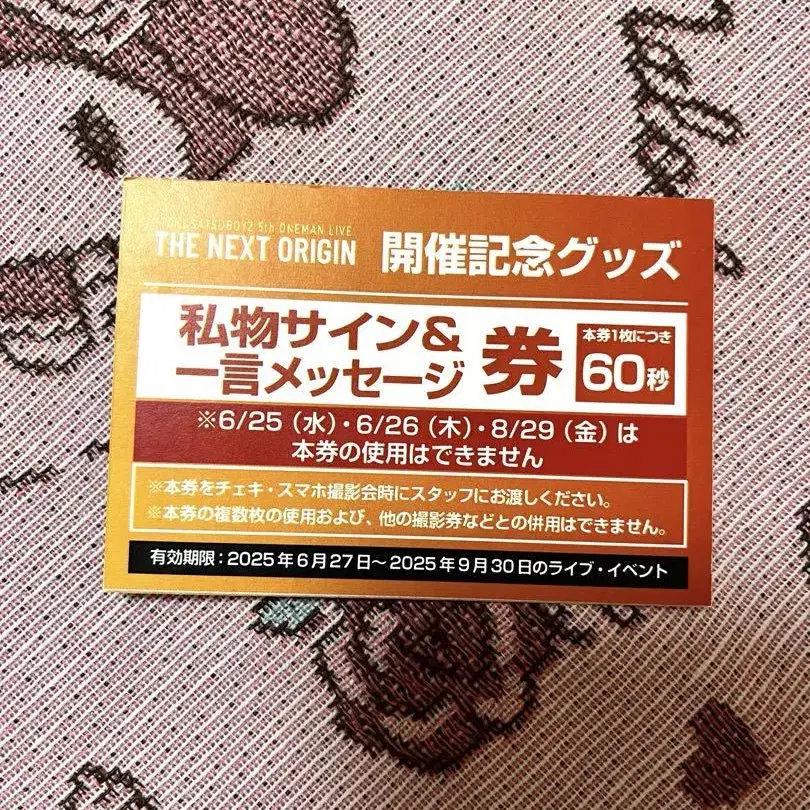 5th ONEMAN LIVE
THE NEXT ORIGIN 開催記念グッズ
私物サイン&
一言メッセージ
券
本券1枚につき
60秒
※6/25(水)・6/26(木)・8/29(金)は
本券の使用はできません
※本券をチェキ・スマホ撮影会時にスタッフにお渡しください。
※本券の複数枚の使用および、他の撮影券などとの併用はできません。
有効期限:2025年6月27日〜2025年9月30日のライブ・イベント